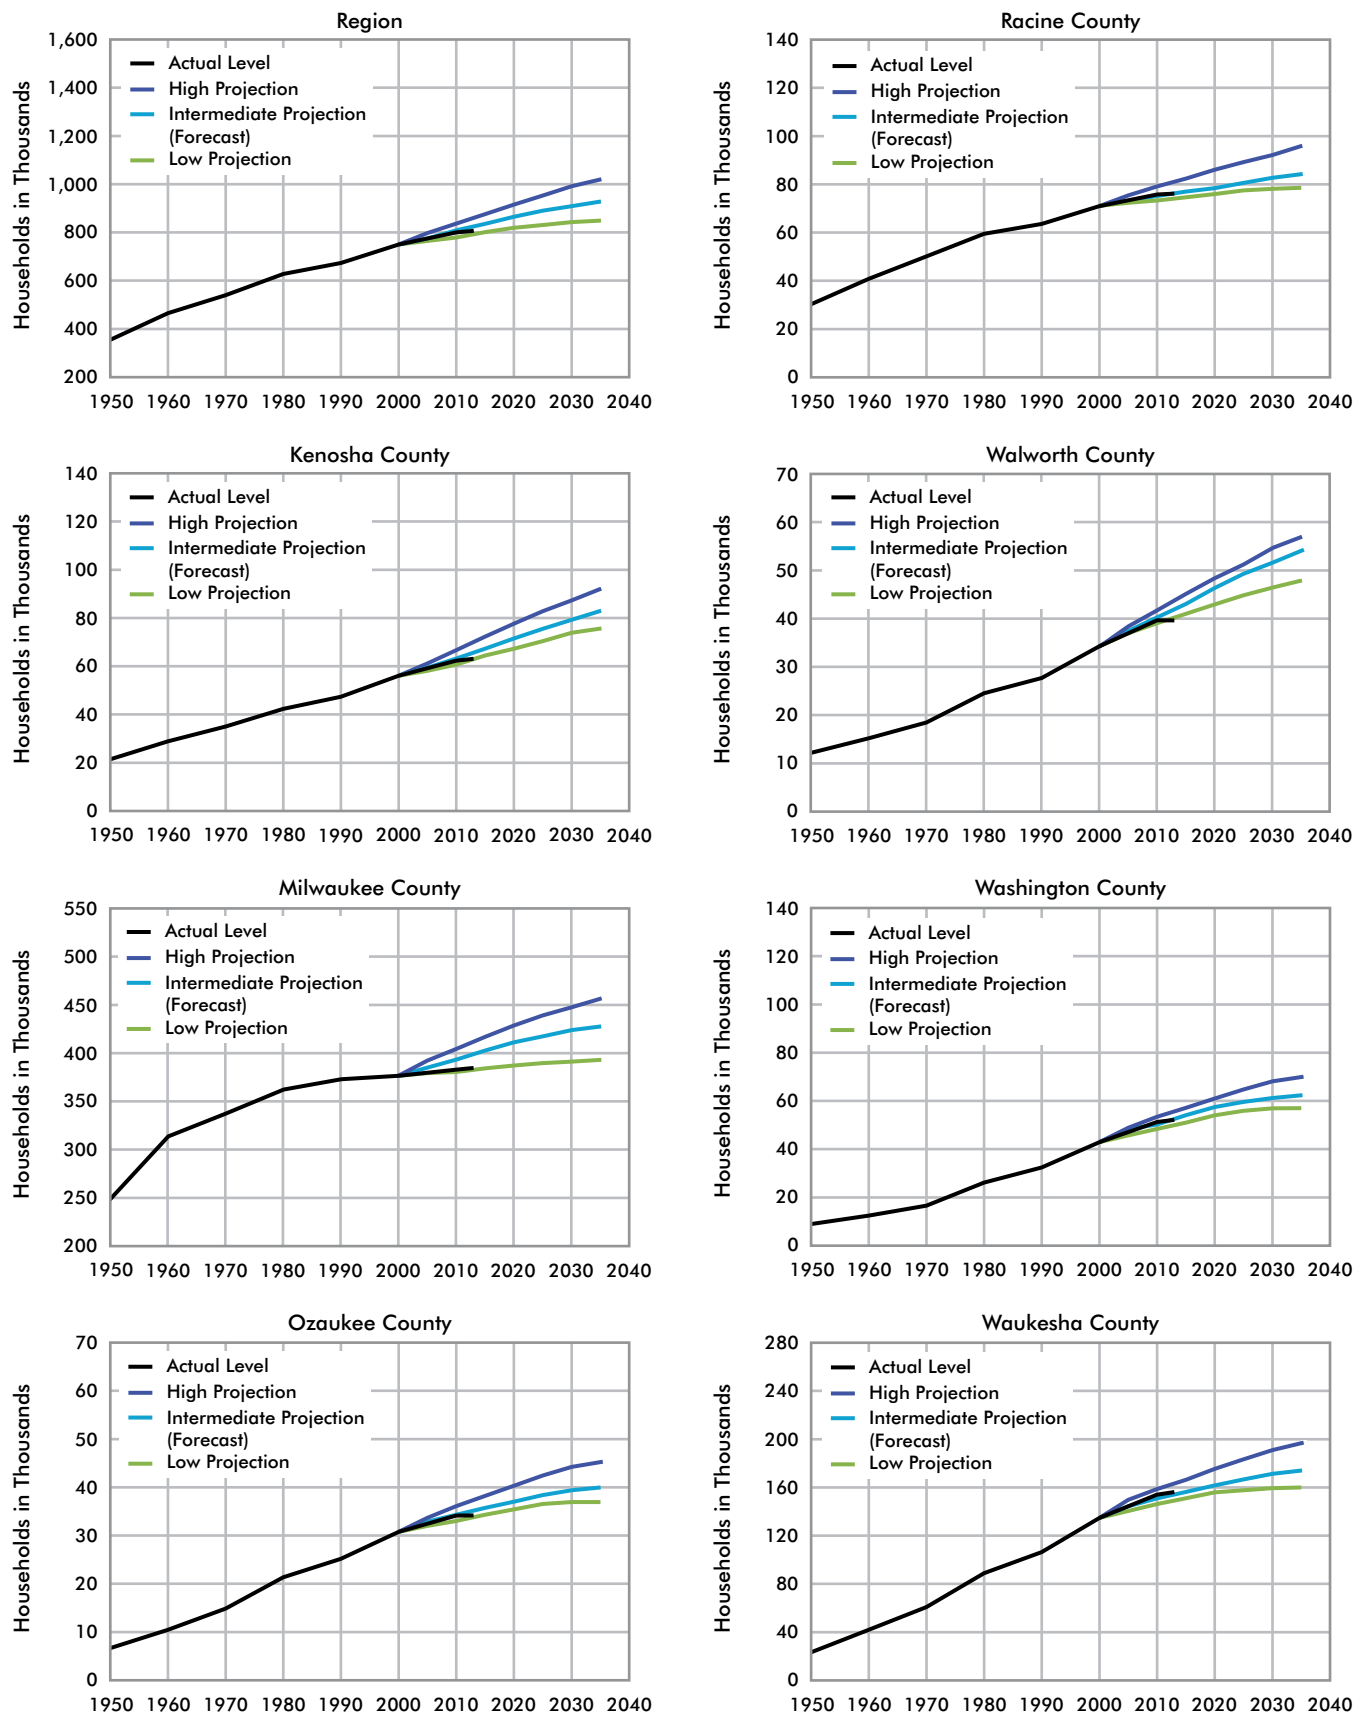 Region
1,600
1,400
1,200
1,000
800
600
400
200
Households in Thousands
Actual Level
High Projection
Intermediate Projection
(Forecast)
Low Projection
1950 1960 1970 1980 1990 2000 2010 2020 2030 2040
Racine County
140
120
100
80
60
40
20
0
Households in Thousands
Actual Level
High Projection
Intermediate Projection
(Forecast)
Low Projection
1950 1960 1970 1980 1990 2000 2010 2020 2030 2040
Kenosha County
140
120
100
80
60
40
20
0
Households in Thousands
Actual Level
High Projection
Intermediate Projection
(Forecast)
Low Projection
1950 1960 1970 1980 1990 2000 2010 2020 2030 2040
Walworth County
70
60
50
40
30
20
10
0
Households in Thousands
Actual Level
High Projection
Intermediate Projection
(Forecast)
Low Projection
1950 1960 1970 1980 1990 2000 2010 2020 2030 2040
Milwaukee County
550
500
450
400
350
300
250
200
Households in Thousands
Actual Level
High Projection
Intermediate Projection
(Forecast)
Low Projection
1950 1960 1970 1980 1990 2000 2010 2020 2030 2040
Washington County
140
120
100
80
60
40
20
0
Households in Thousands
Actual Level
High Projection
Intermediate Projection
(Forecast)
Low Projection
1950 1960 1970 1980 1990 2000 2010 2020 2030 2040
Ozaukee County
70
60
50
40
30
20
10
0
Households in Thousands
Actual Level
High Projection
Intermediate Projection
(Forecast)
Low Projection
1950 1960 1970 1980 1990 2000 2010 2020 2030 2040
Waukesha County
280
240
200
160
120
80
40
0
Households in Thousands
Actual Level
High Projection
Intermediate Projection
(Forecast)
Low Projection
1950 1960 1970 1980 1990 2000 2010 2020 2030 2040